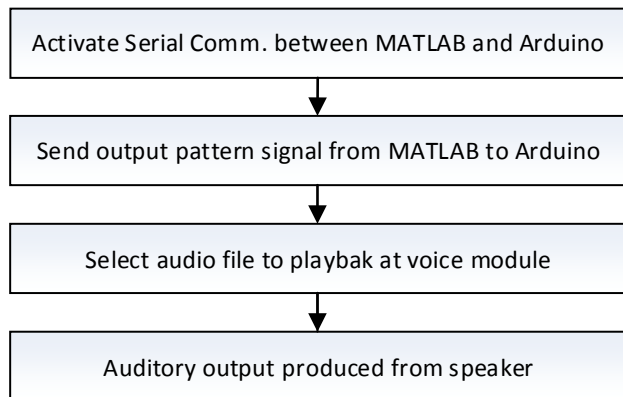 Activate Serial Comm. between MATLAB and Arduino
Send output pattern signal from MATLAB to Arduino
Select audio file to playbak at voice module
Auditory output produced from speaker